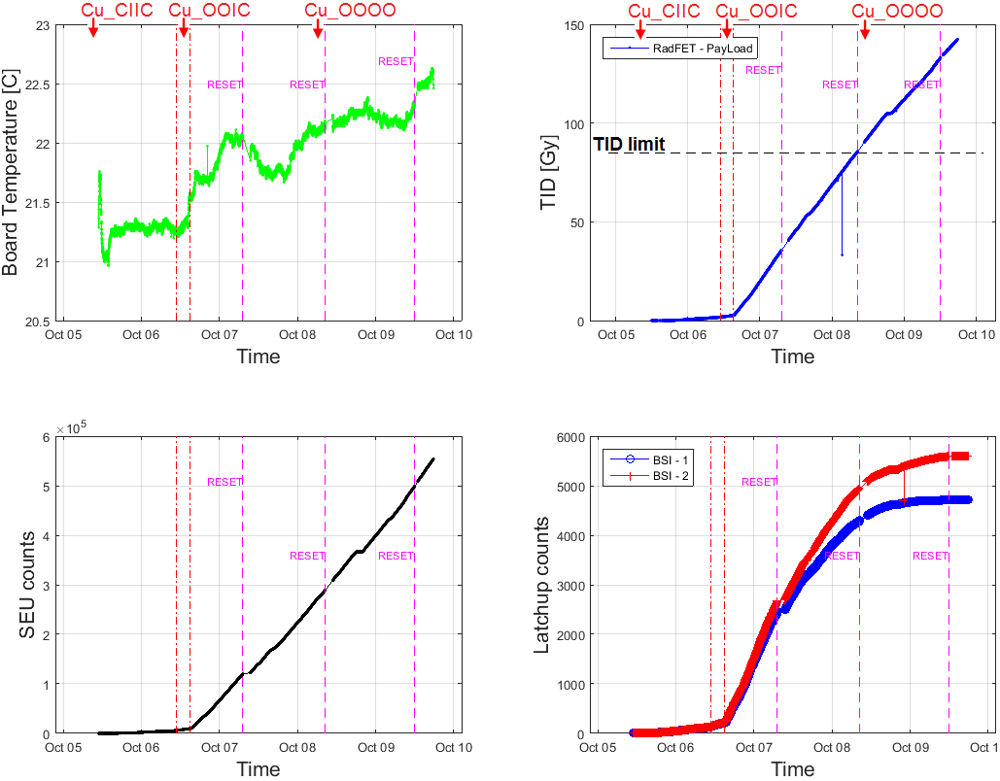 Cu_CIIC Cu_OOIC Cu_OOOO
Board Temperature [C]
23
22.5
22
21.5
21
20.5
RESET
RESET
RESET
Oct 05 Oct 06 Oct 07 Oct 08 Oct 09 Oct 10
Time
Cu_CIIC Cu_OOIC Cu_OOOO
TID [Gy]
150
100
50
0
RadFET - PayLoad
RESET
RESET
RESET
TID limit
Oct 05 Oct 06 Oct 07 Oct 08 Oct 09 Oct 10
Time
SEU counts
×10^5
6
5
4
3
2
1
0
RESET
RESET
RESET
Oct 05 Oct 06 Oct 07 Oct 08 Oct 09 Oct 10
Time
Latchup counts
6000
5000
4000
3000
2000
1000
0
BSI - 1
BSI - 2
RESET
RESET
RESET
Oct 05 Oct 06 Oct 07 Oct 08 Oct 09 Oct 1
Time